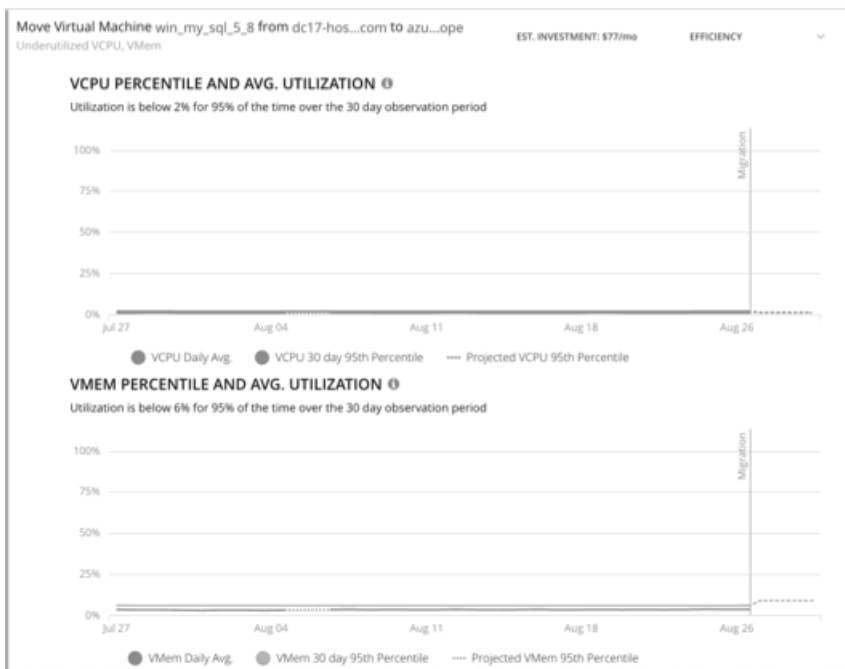 Move Virtual Machine win_my_sql_5_8 from dc17-hos...com to azu...ope
EST. INVESTMENT: $77/mo
EFFICIENCY
Underutilized VCPU, VMem
VCPU PERCENTILE AND AVG. UTILIZATION
Utilization is below 2% for 95% of the time over the 30 day observation period
100%
75%
50%
25%
0%
Migration
Jul 27 Aug 04 Aug 11 Aug 18 Aug 26
VCPU Daily Avg. VCPU 30 day 95th Percentile Projected VCPU 95th Percentile
VMEM PERCENTILE AND AVG. UTILIZATION
Utilization is below 6% for 95% of the time over the 30 day observation period
100%
75%
50%
25%
0%
Migration
Jul 27 Aug 04 Aug 11 Aug 18 Aug 26
VMem Daily Avg. VMem 30 day 95th Percentile Projected VMem 95th Percentile